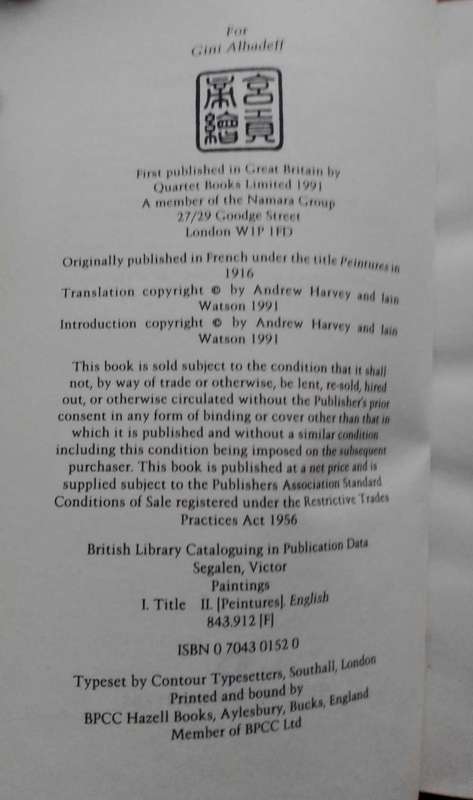 For
Gini Alhadeff
First published in Great Britain by
Quartet Books Limited 1991
A member of the Namara Group
27/29 Goodge Street
London W1P 1FD
Originally published in French under the title Peintures in
1916
Translation copyright © by Andrew Harvey and Iain
Watson 1991
Introduction copyright © by Andrew Harvey and Iain
Watson 1991
This book is sold subject to the condition that it shall
not, by way of trade or otherwise, be lent, re-sold, hired
out, or otherwise circulated without the Publisher's prior
consent in any form of binding or cover other than that in
which it is published and without a similar condition
including this condition being imposed on the subsequent
purchaser. This book is published at a net price and is
supplied subject to the Publishers Association Standard
Conditions of Sale registered under the Restrictive Trades
Practices Act 1956
British Library Cataloguing in Publication Data
Segalen, Victor
Paintings
I. Title II. [Peintures]. English
843.912 [F]
ISBN 0 7043 0152 0
Typeset by Contour Typesetters, Southall, London
Printed and bound by
BPCC Hazell Books, Aylesbury, Bucks, England
Member of BPCC Ltd